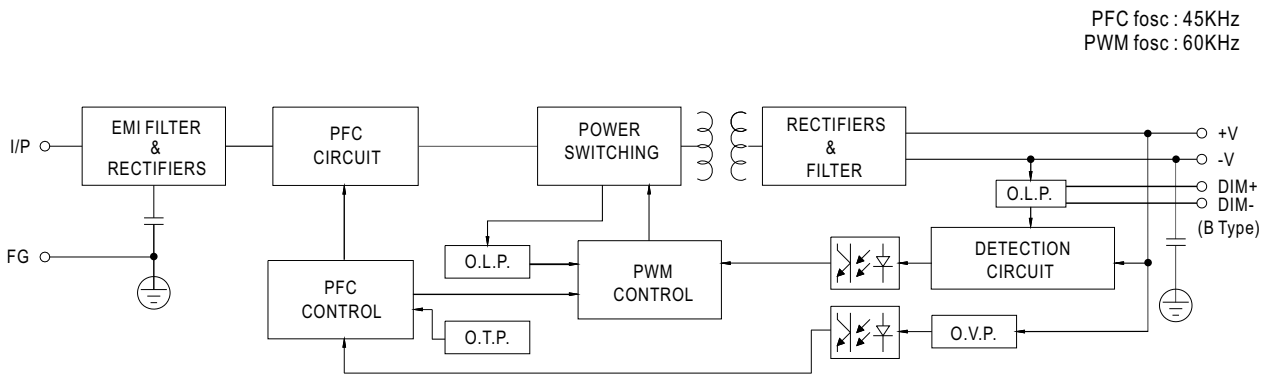 PFC fosc : 45KHz
PWM fosc : 60KHz
I/P
EMI FILTER
&
RECTIFIERS
PFC
CIRCUIT
POWER
SWITCHING
RECTIFIERS
&
FILTER
+V
-V
O.L.P.
DIM+
DIM-
(B Type)
FG
PFC
CONTROL
O.L.P.
O.T.P.
PWM
CONTROL
DETECTION
CIRCUIT
O.V.P.